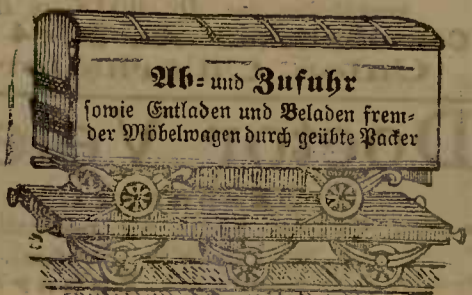 Ab= und Zufuhr
sowie Entladen und Beladen frem=
der Möbelwagen durch geübte Packer